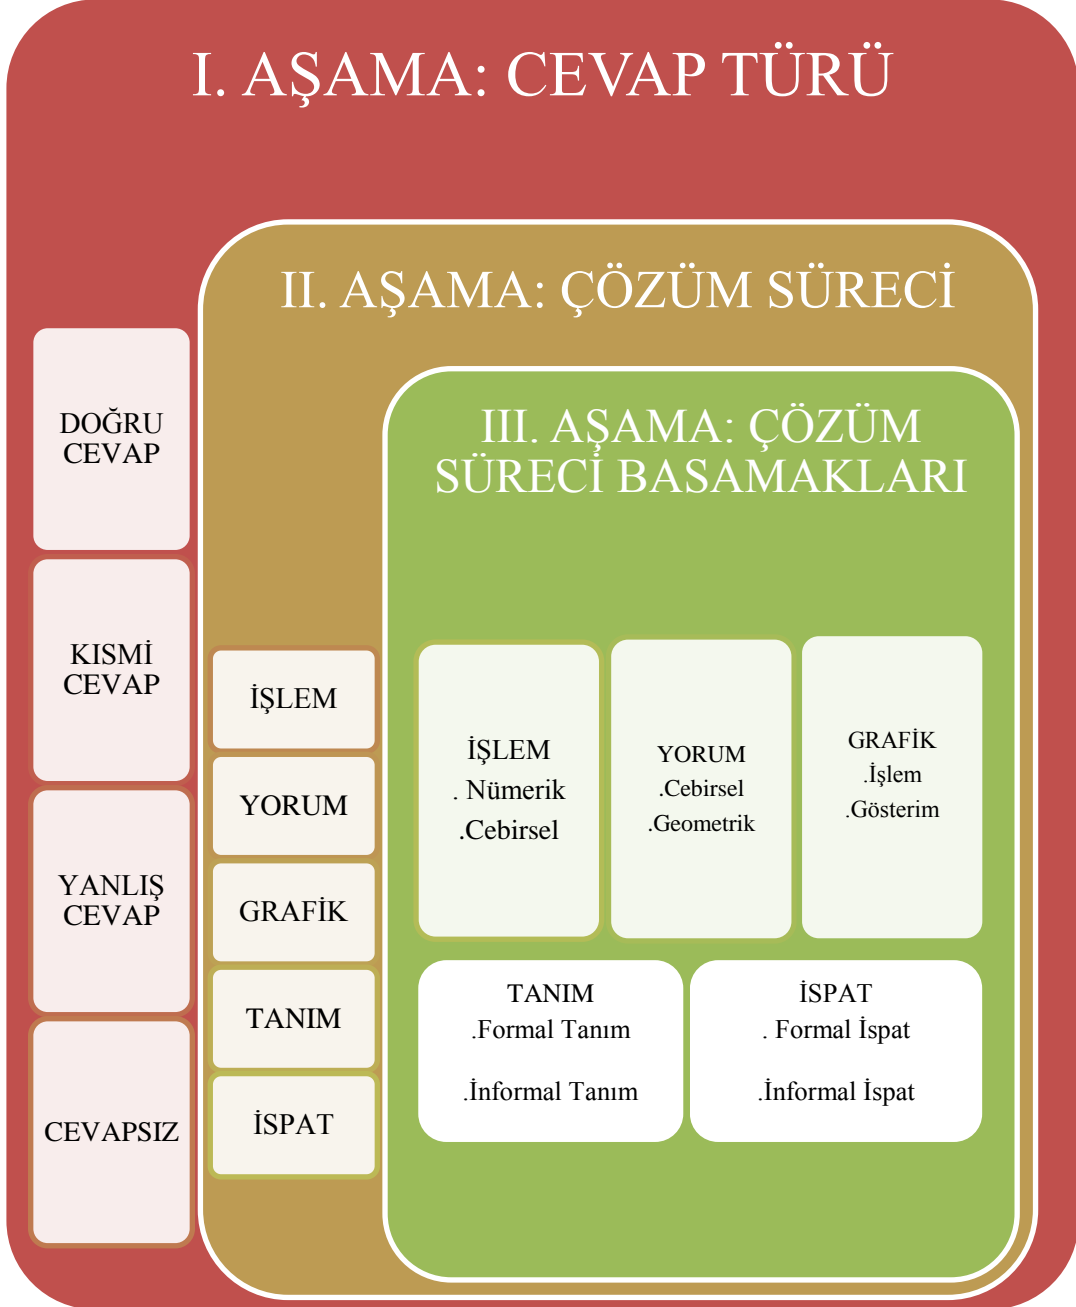 I. AŞAMA: CEVAP TÜRÜ
II. AŞAMA: ÇÖZÜM SÜRECİ
III. AŞAMA: ÇÖZÜM
SÜRECİ BASAMAKLARI
DOĞRU
CEVAP
KISMİ
CEVAP
YANLIŞ
CEVAP
CEVAPSIZ
İŞLEM
YORUM
GRAFİK
TANIM
İSPAT
İŞLEM
. Nümerik
.Cebirsel
YORUM
.Cebirsel
.Geometrik
GRAFİK
.İşlem
.Gösterim
TANIM
.Formal Tanım
.İnformal Tanım
İSPAT
. Formal İspat
.İnformal İspat